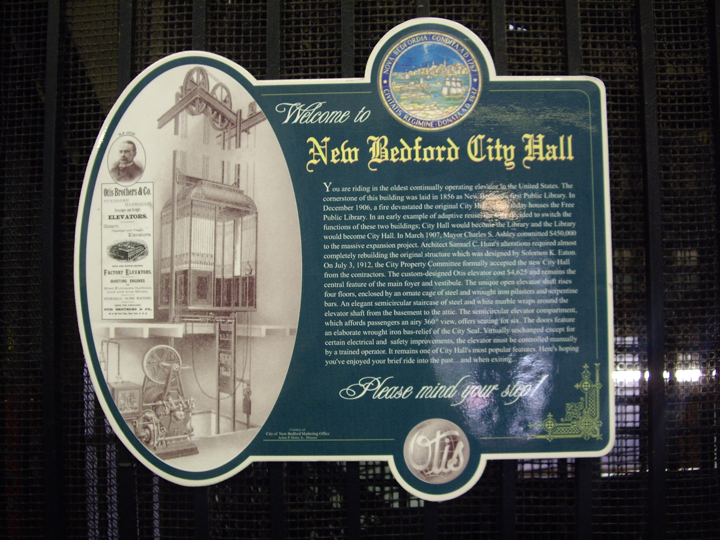 NOVA BEDFORDIA CONDITA A.D. 1787
CIVITATIS REGIMINE DONATA A.D. 1847
Welcome to
New Bedford City Hall
You are riding in the oldest continually operating elevator in the United States. The
cornerstone of this building was laid in 1856 as New Bedford's first Public Library. In
December 1906, a fire devastated the original City Hall, today houses the Free
Public Library. In an early example of adaptive decided to switch the
functions of these two buildings; City Hall would become the Library and the Library
would become City Hall. In March 1907, Mayor Charles S. Ashley committed $450,000
to the massive expansion project. Architect Samuel C. Hunt's alterations required almost
completely rebuilding the original structure which was designed by Solomon K. Eaton.
On July 3, 1912, the City Property Committee formally accepted the new City Hall
from the contractors. The custom-designed Otis elevator cost $4,625 and remains the
central feature of the main foyer and vestibule. The unique open elevator shaft rises
four floors, enclosed by an ornate cage of steel and wrought iron pilasters and serpentine
bars. An elegant semicircular staircase of steel and white marble wraps around the
elevator shaft from the basement to the attic. The semicircular elevator compartment,
which affords passengers an airy 360° view, offers seating for six. The doors feature
an elaborate wrought iron bas-relief of the City Seal. Virtually unchanged except for
certain electrical and safety improvements, the elevator must be controlled manually
by a trained operator. It remains one of City Hall's most popular features. Here's hoping
you've enjoyed your brief ride into the past... and when exiting...
Please mind your step!
Otis Brothers & Co.
ELEVATORS.
FACTORY ELEVATORS,
OTIS BROTHERS & CO.
City of New Bedford Marketing Office
OTIS